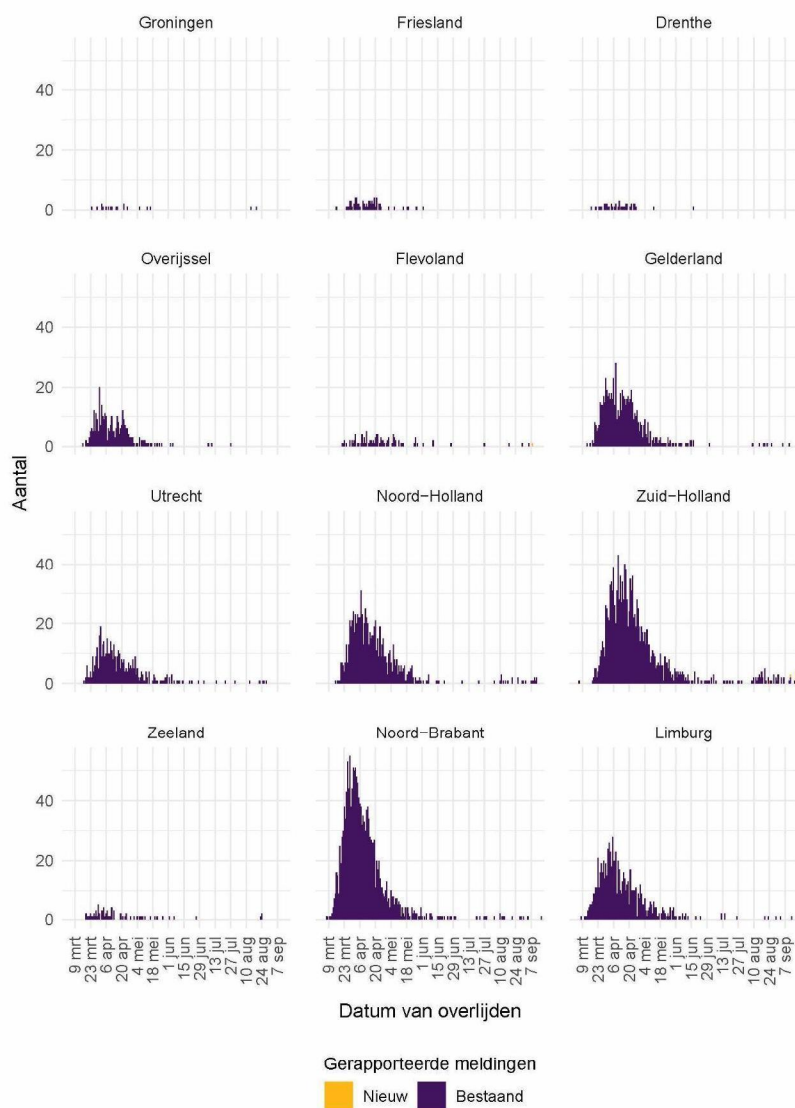 Groningen Friesland Drenthe
40
20
0
Overijssel Flevoland Gelderland
40
20
0
Aantal
Utrecht Noord−Holland Zuid−Holland
40
20
0
Zeeland Noord−Brabant Limburg
40
20
0
9 mrt 23 mrt 6 apr 20 apr 4 mei 18 mei 1 jun 15 jun 29 jun 13 jul 27 jul 10 aug 24 aug 7 sep
9 mrt 23 mrt 6 apr 20 apr 4 mei 18 mei 1 jun 15 jun 29 jun 13 jul 27 jul 10 aug 24 aug 7 sep
9 mrt 23 mrt 6 apr 20 apr 4 mei 18 mei 1 jun 15 jun 29 jun 13 jul 27 jul 10 aug 24 aug 7 sep
Datum van overlijden
Gerapporteerde meldingen
Nieuw Bestaand